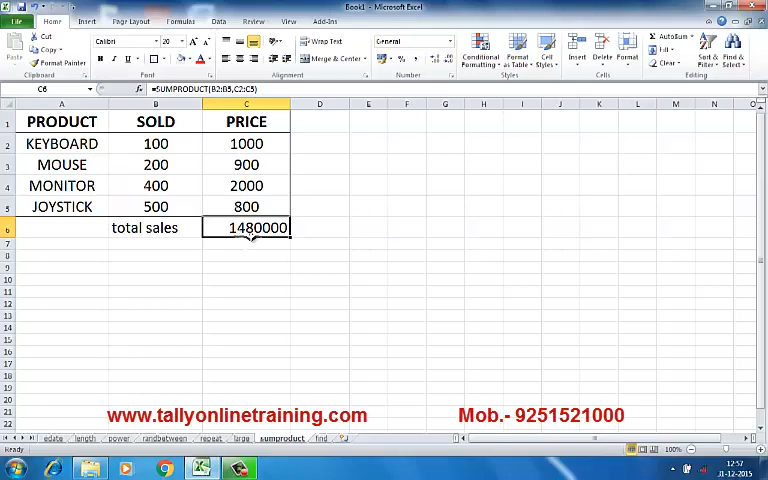 Book1 - Microsoft Excel
File Home Insert Page Layout Formulas Data Review View Add-Ins
Paste Cut Copy Format Painter
Clipboard
Calibri 20
B I U
Font
Wrap Text
Merge & Center
Alignment
General
Number
Conditional Formatting Format as Table Cell Styles
Styles
Insert Delete Format
Cells
AutoSum Fill Clear Sort & Filter Find & Select
Editing
C6 fx =SUMPRODUCT(B2:B5,C2:C5)
A B C D E F G H I J K L M N O
1 PRODUCT SOLD PRICE
2 KEYBOARD 100 1000
3 MOUSE 200 900
4 MONITOR 400 2000
5 JOYSTICK 500 800
6 total sales 1480000
7
8
9
10
11
12
13
14
15
16
17
18
19
20
21
22
www.tallyonlinetraining.com Mob.- 9251521000
edate length power randbetween repeat large sumproduct find
Ready 100%
12:57
31-12-2015